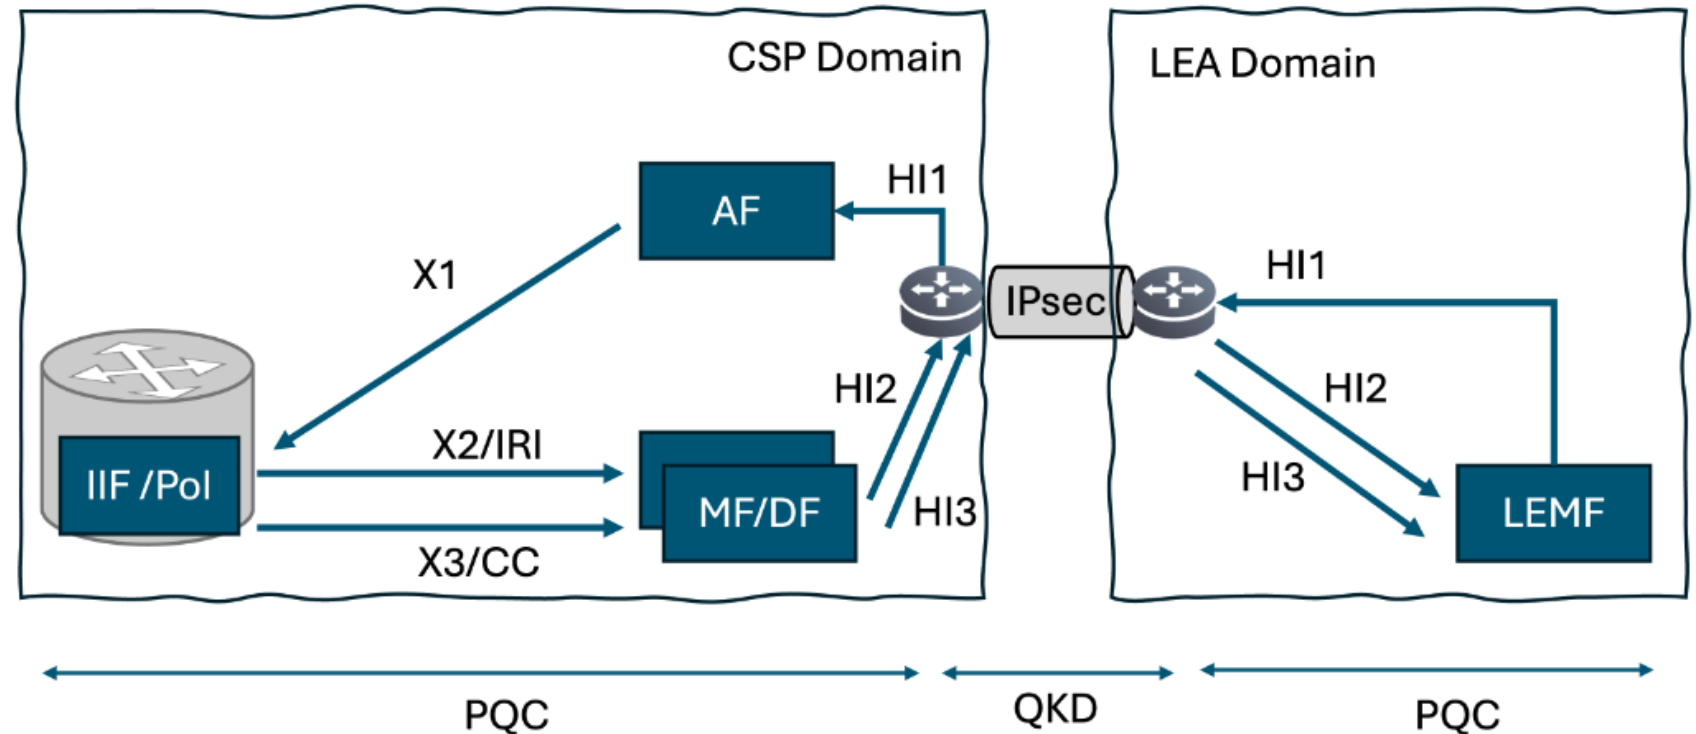 CSP Domain
LEA Domain
HI1
AF
X1
HI1
IPsec
HI2
HI2
X2/IRI
IIF /Pol
MF/DF
HI3
HI3
LEMF
X3/CC
PQC
QKD
PQC